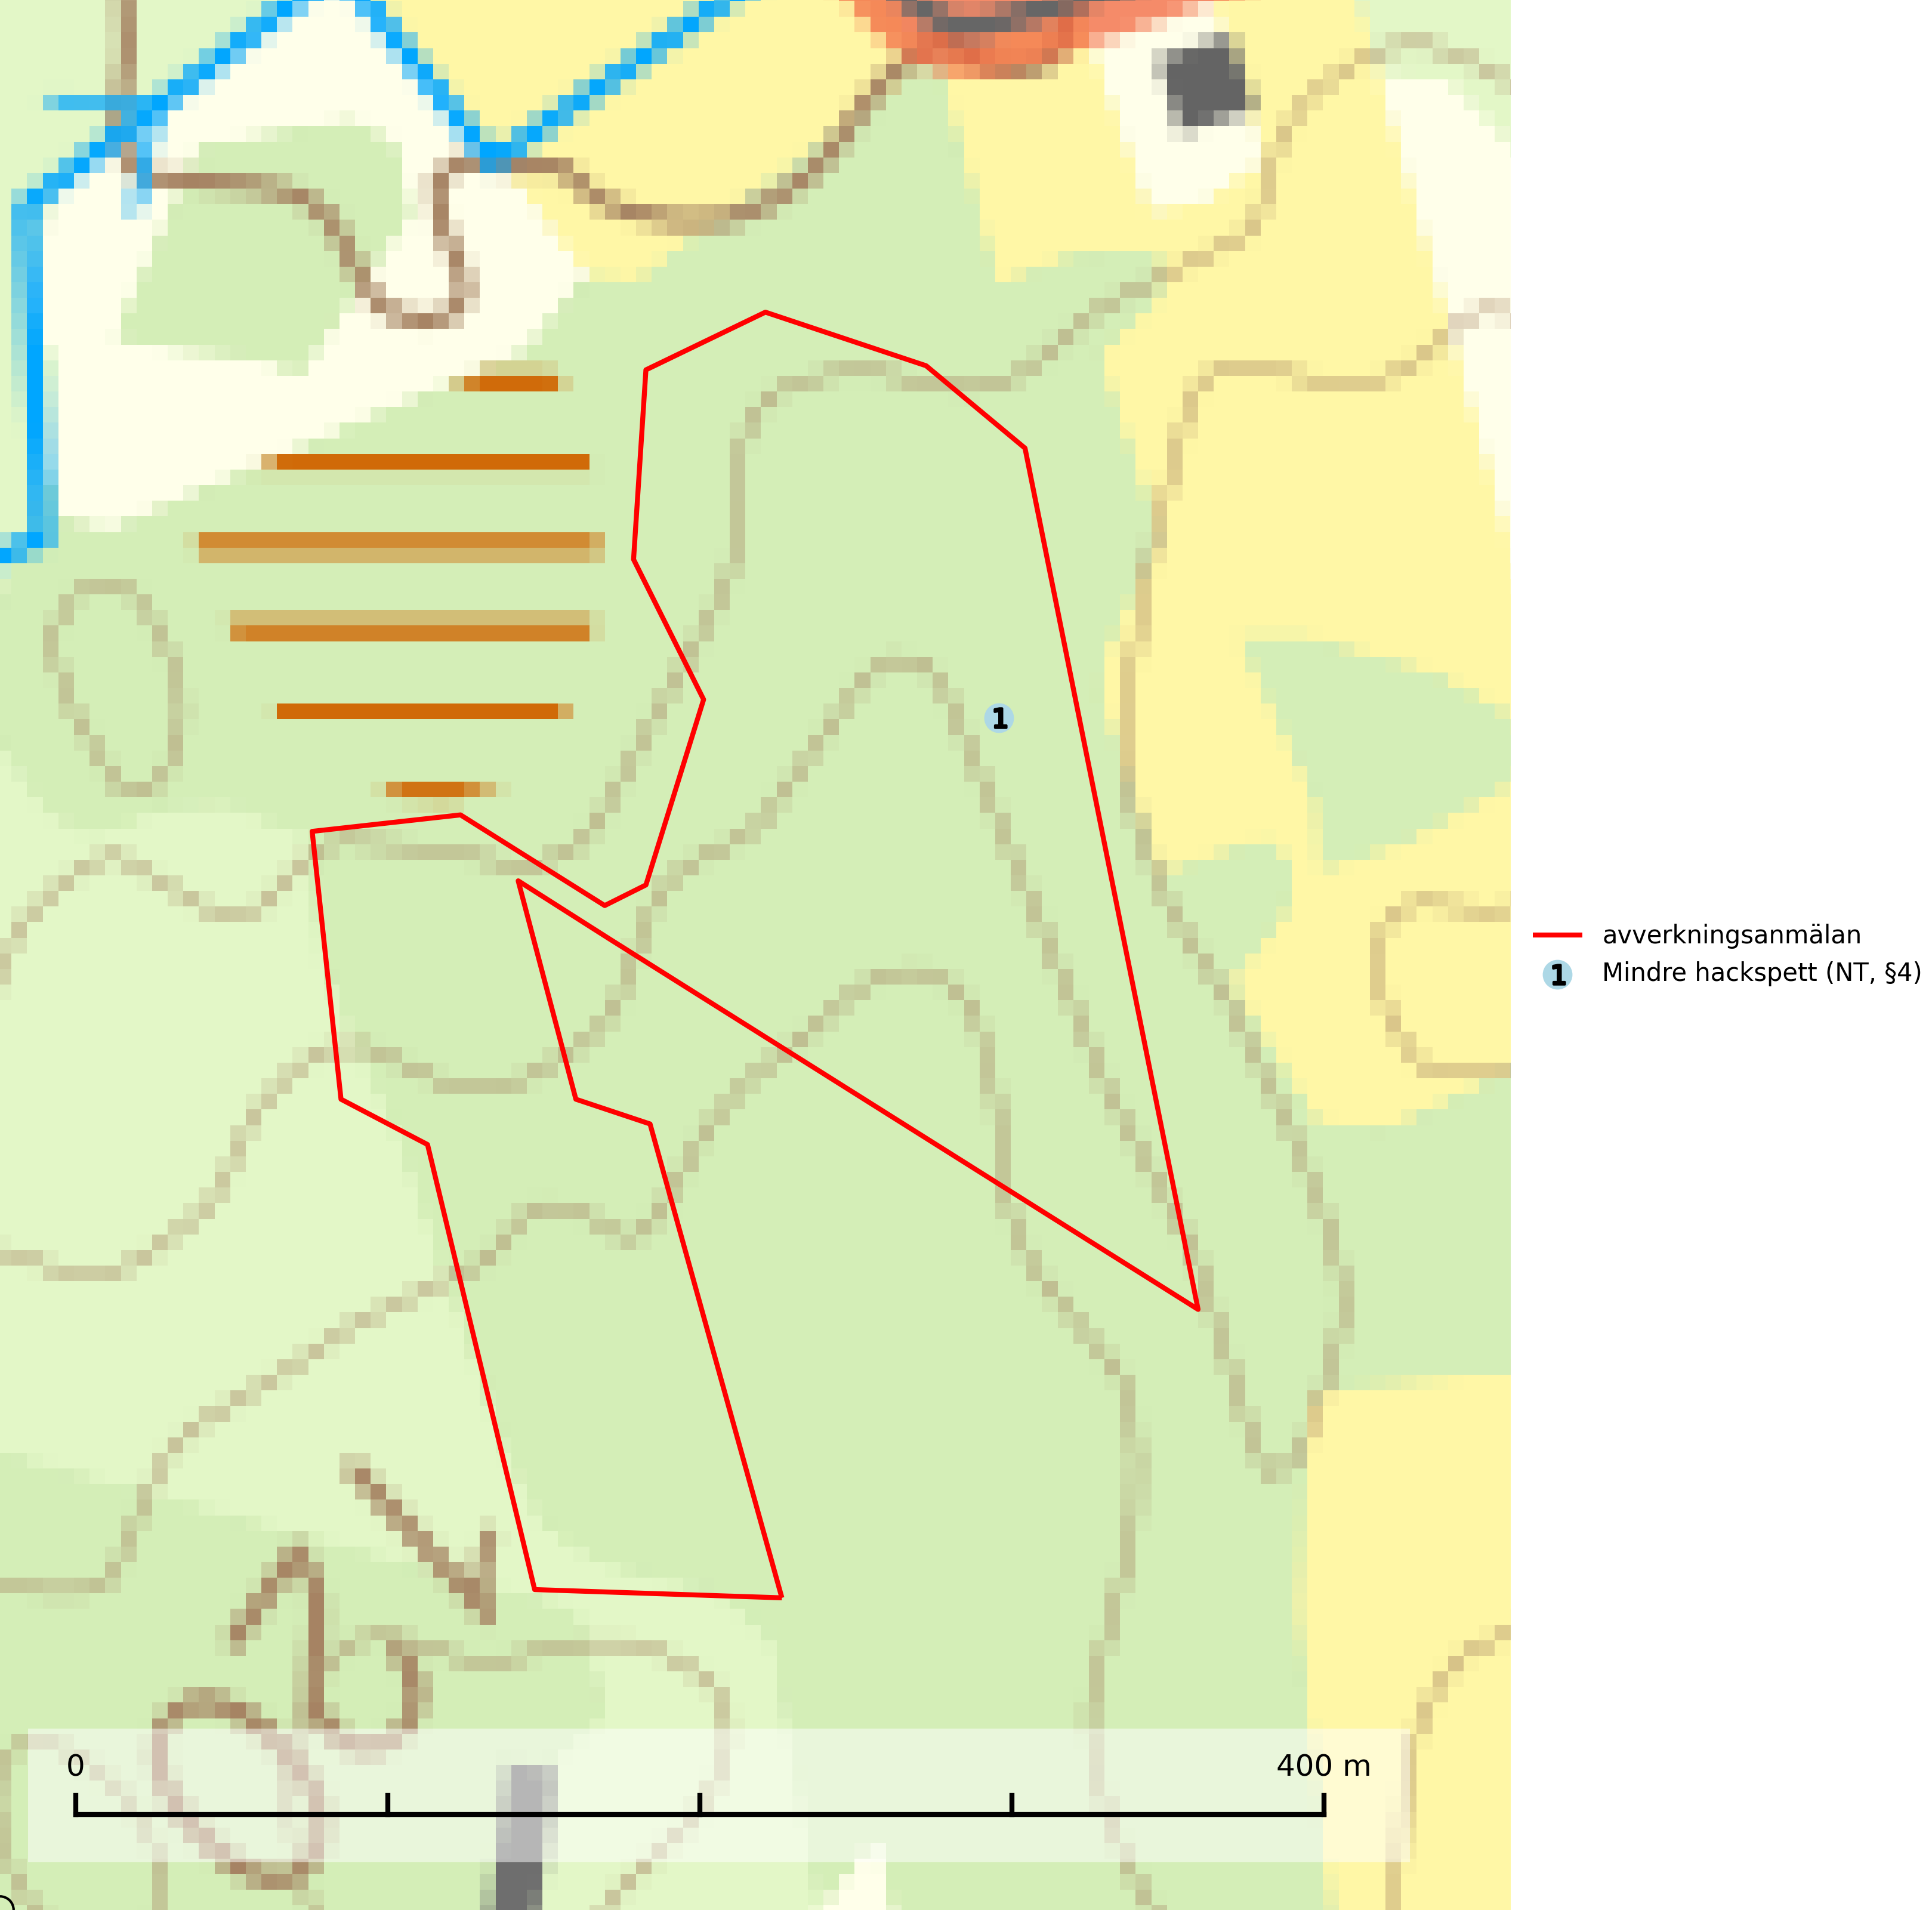 1
avverkningsanmälan
1 Mindre hackspett (NT, §4)
0 400 m